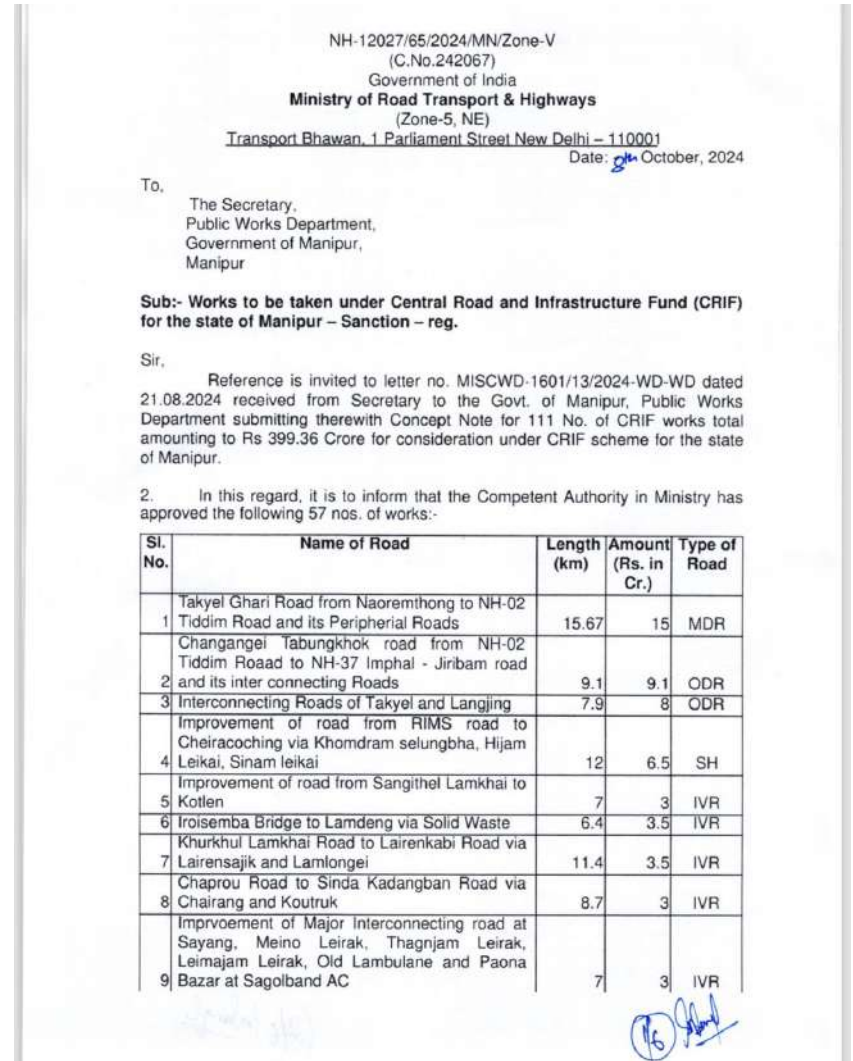 NH-12027/65/2024/MN/Zone-V
(C.No.242067)
Government of India
Ministry of Road Transport & Highways
(Zone-5, NE)
Transport Bhawan, 1 Parliament Street New Delhi – 110001
Date: 8th October, 2024
To,
The Secretary,
Public Works Department,
Government of Manipur,
Manipur
Sub:- Works to be taken under Central Road and Infrastructure Fund (CRIF)
for the state of Manipur – Sanction – reg.
Sir,
Reference is invited to letter no. MISCWD-1601/13/2024-WD-WD dated
21.08.2024 received from Secretary to the Govt. of Manipur, Public Works
Department submitting therewith Concept Note for 111 No. of CRIF works total
amounting to Rs 399.36 Crore for consideration under CRIF scheme for the state
of Manipur.
2. In this regard, it is to inform that the Competent Authority in Ministry has
approved the following 57 nos. of works:-
Sl. Name of Road Length Amount Type of
No. (km) (Rs. in Road
Cr.)
Takyel Ghari Road from Naoremthong to NH-02
1 Tiddim Road and its Peripherial Roads 15.67 15 MDR
Changangei Tabungkhok road from NH-02
Tiddim Roaad to NH-37 Imphal - Jiribam road
2 and its inter connecting Roads 9.1 9.1 ODR
3 Interconnecting Roads of Takyel and Langjing 7.9 8 ODR
Improvement of road from RIMS road to
Cheiracoching via Khomdram selungbha, Hijam
4 Leikai, Sinam leikai 12 6.5 SH
Improvement of road from Sangithel Lamkhai to
5 Kotlen 7 3 IVR
6 Iroisemba Bridge to Lamdeng via Solid Waste 6.4 3.5 IVR
Khurkhul Lamkhai Road to Lairenkabi Road via
7 Lairensajik and Lamlongei 11.4 3.5 IVR
Chaprou Road to Sinda Kadangban Road via
8 Chairang and Koutruk 8.7 3 IVR
Imprvoement of Major Interconnecting road at
Sayang, Meino Leirak, Thagnjam Leirak,
Leimajam Leirak, Old Lambulane and Paona
9 Bazar at Sagolband AC 7 3 IVR
1/6